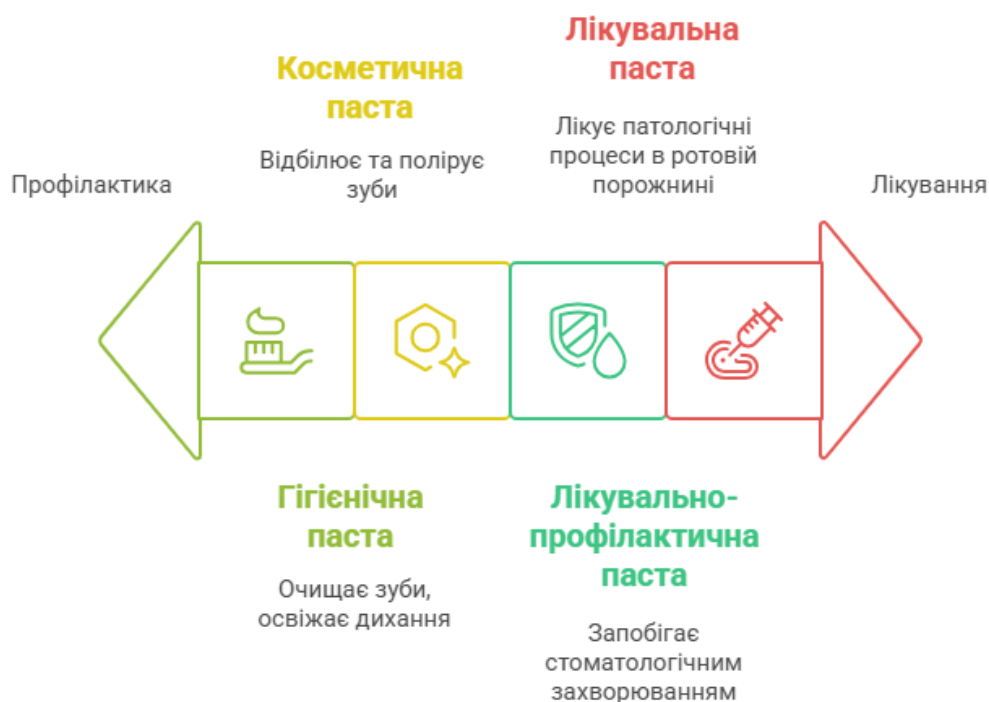 Лікувальна
паста
Косметична
паста
Лікує патологічні
процеси в ротовій
порожнині
Відбілює та полірує
зуби
Профілактика
Лікування
Гігієнічна
паста
Очищає зуби,
освіжає дихання
Лікувально-
профілактична
паста
Запобігає
стоматологічним
захворюванням